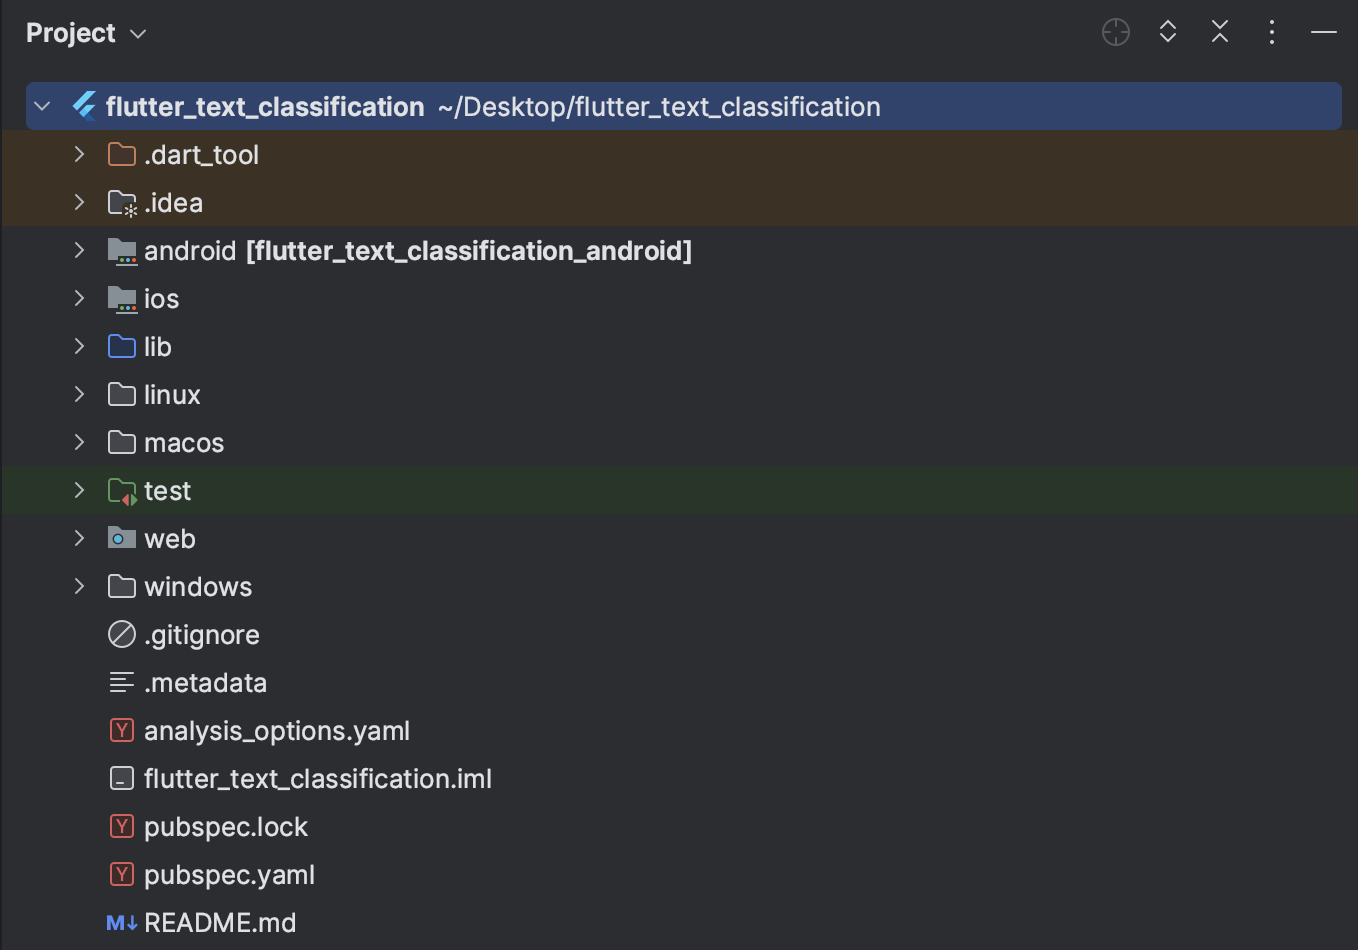 Project
flutter_text_classification ~/Desktop/flutter_text_classification
.dart_tool
.idea
android [flutter_text_classification_android]
ios
lib
linux
macos
test
web
windows
.gitignore
.metadata
analysis_options.yaml
flutter_text_classification.iml
pubspec.lock
pubspec.yaml
README.md